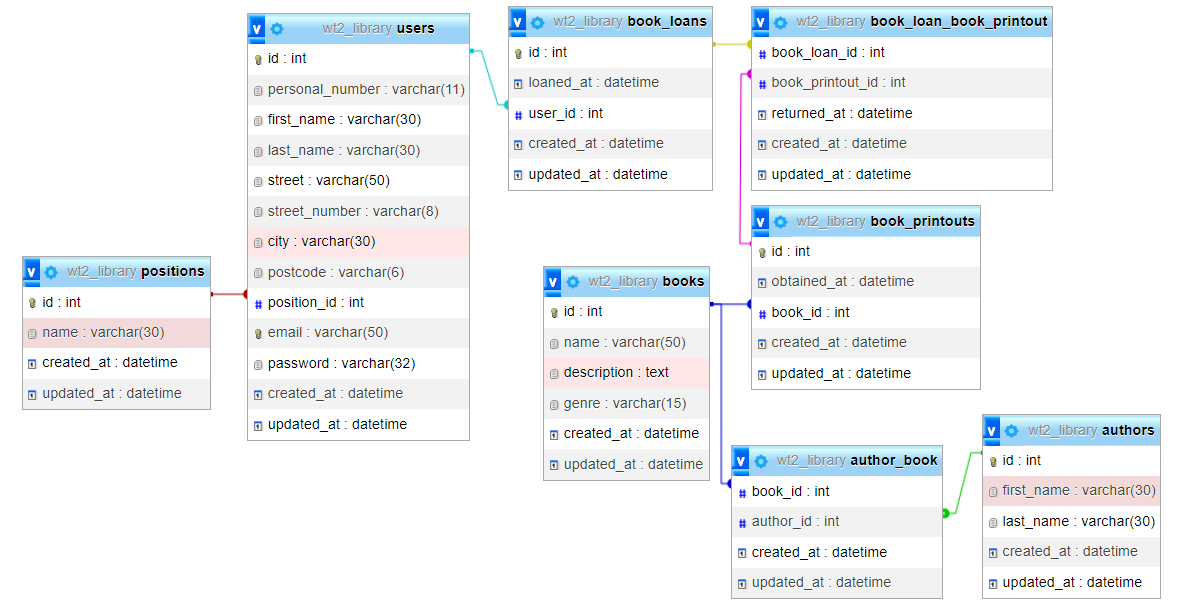 v wt2_library users
id : int
personal_number : varchar(11)
first_name : varchar(30)
last_name : varchar(30)
street : varchar(50)
street_number : varchar(8)
city : varchar(30)
postcode : varchar(6)
# position_id : int
email : varchar(50)
password : varchar(32)
created_at : datetime
updated_at : datetime
v wt2_library book_loans
id : int
loaned_at : datetime
# user_id : int
created_at : datetime
updated_at : datetime
v wt2_library book_loan_book_printout
# book_loan_id : int
# book_printout_id : int
returned_at : datetime
created_at : datetime
updated_at : datetime
v wt2_library book_printouts
id : int
obtained_at : datetime
# book_id : int
created_at : datetime
updated_at : datetime
v wt2_library positions
id : int
name : varchar(30)
created_at : datetime
updated_at : datetime
v wt2_library books
id : int
name : varchar(50)
description : text
genre : varchar(15)
created_at : datetime
updated_at : datetime
v wt2_library author_book
# book_id : int
# author_id : int
created_at : datetime
updated_at : datetime
v wt2_library authors
id : int
first_name : varchar(30)
last_name : varchar(30)
created_at : datetime
updated_at : datetime